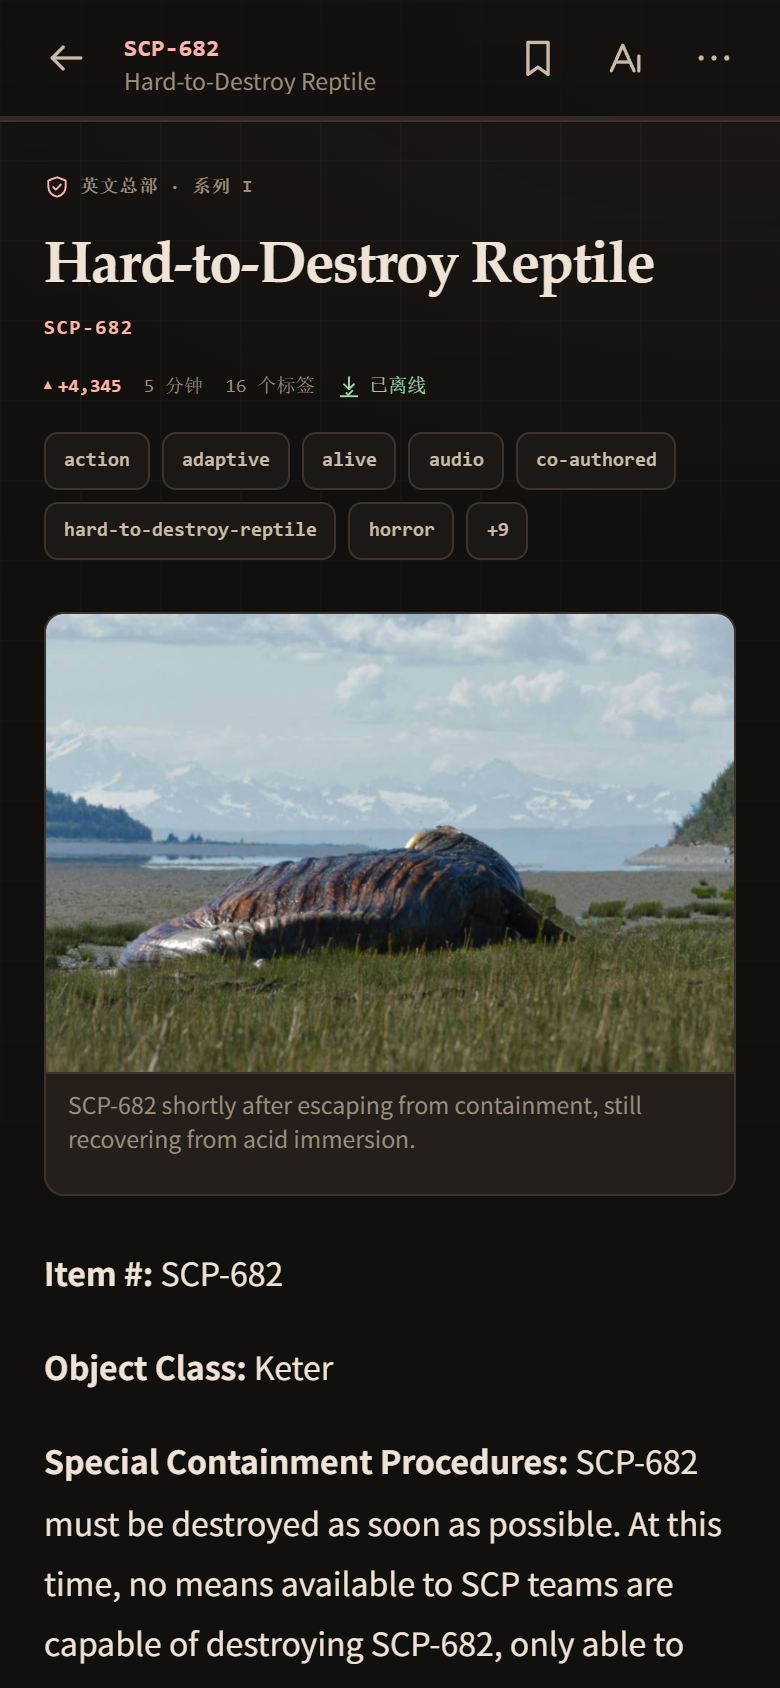 SCP-682
Hard-to-Destroy Reptile
英文总部 · 系列 I
Hard-to-Destroy Reptile
SCP-682
▲ +4,345 5 分钟 16 个标签 已离线
action adaptive alive audio co-authored
hard-to-destroy-reptile horror +9
SCP-682 shortly after escaping from containment, still
recovering from acid immersion.
Item #: SCP-682
Object Class: Keter
Special Containment Procedures: SCP-682
must be destroyed as soon as possible. At this
time, no means available to SCP teams are
capable of destroying SCP-682, only able to